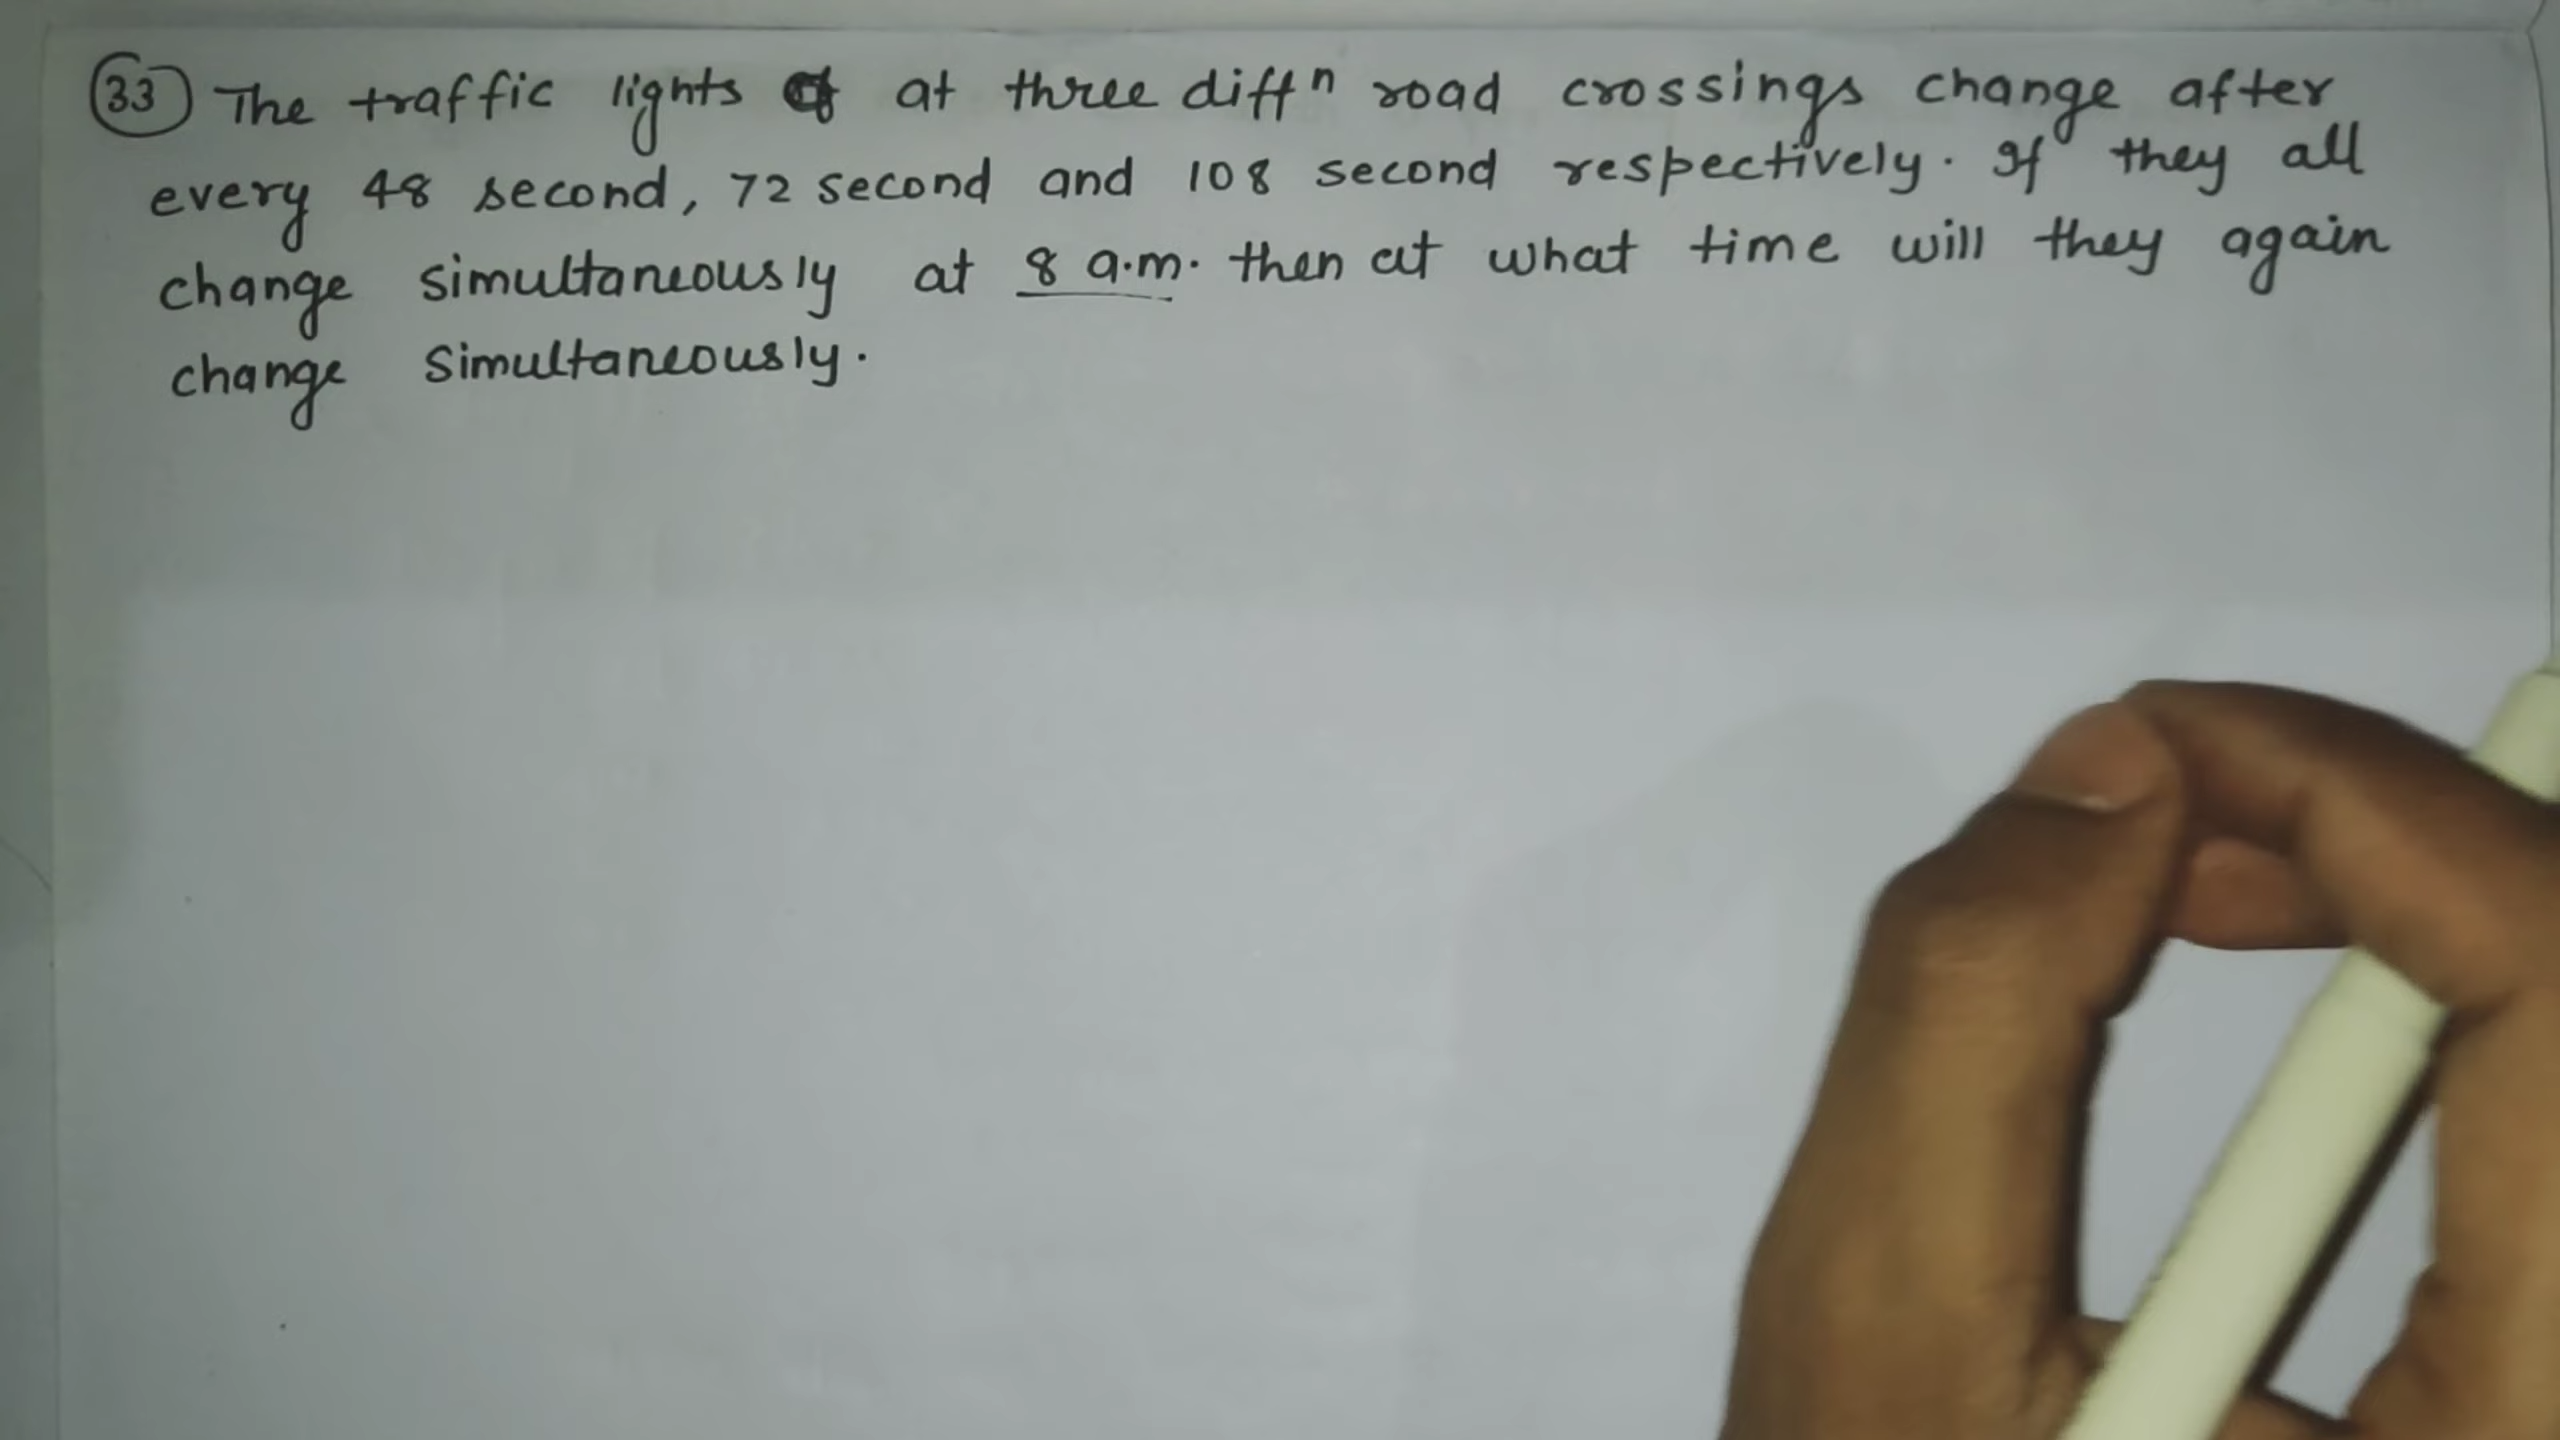 33 The traffic lights at three diffn road crossings change after
every 48 second, 72 second and 108 second respectively. If they all
change simultaneously at 8 a.m. then at what time will they again
change simultaneously.